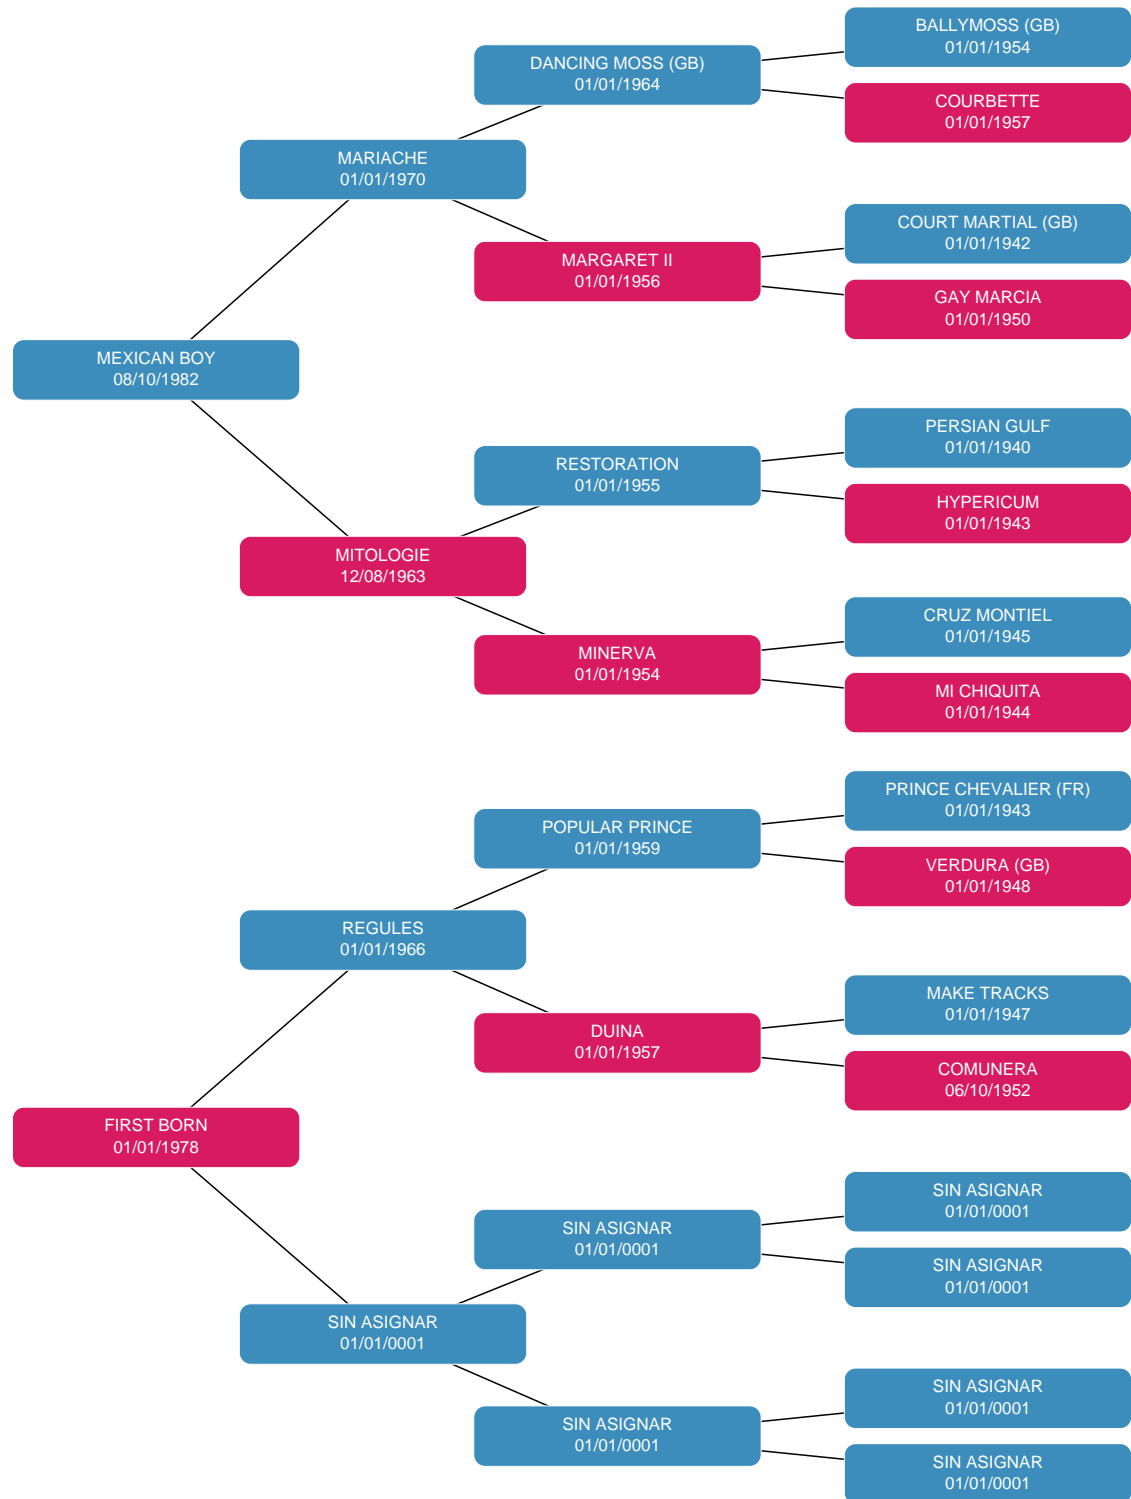 BALLYMOSS (GB)
01/01/1954
DANCING MOSS (GB)
01/01/1964
COURBETTE
01/01/1957
MARIACHE
01/01/1970
COURT MARTIAL (GB)
01/01/1942
MARGARET II
01/01/1956
GAY MARCIA
01/01/1950
MEXICAN BOY
08/10/1982
PERSIAN GULF
01/01/1940
RESTORATION
01/01/1955
HYPERICUM
01/01/1943
MITOLOGIE
12/08/1963
CRUZ MONTIEL
01/01/1945
MINERVA
01/01/1954
MI CHIQUITA
01/01/1944
PRINCE CHEVALIER (FR)
01/01/1943
POPULAR PRINCE
01/01/1959
VERDURA (GB)
01/01/1948
REGULES
01/01/1966
MAKE TRACKS
01/01/1947
DUINA
01/01/1957
COMUNERA
06/10/1952
FIRST BORN
01/01/1978
SIN ASIGNAR
01/01/0001
SIN ASIGNAR
01/01/0001
SIN ASIGNAR
01/01/0001
SIN ASIGNAR
01/01/0001
SIN ASIGNAR
01/01/0001
SIN ASIGNAR
01/01/0001
SIN ASIGNAR
01/01/0001